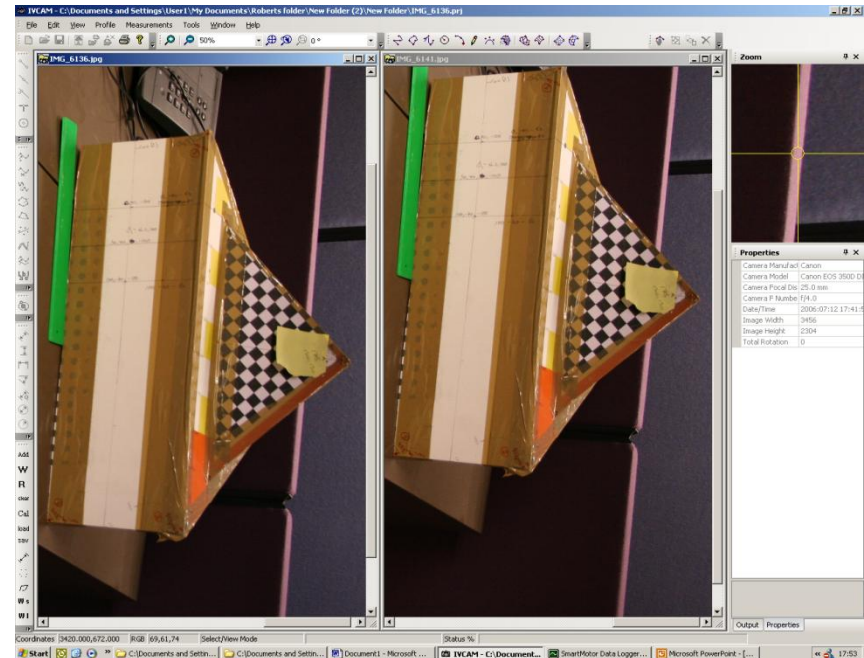 IVCAM - C:\Documents and Settings\User1\My Documents\Roberts folder\New Folder (2)\New Folder\IMG_6136.prj
File Edit View Profile Measurements Tools Window Help
50%
0 °
IMG_6136.jpg
IMG_6141.jpg
Zoom
Properties
Camera Manufact Canon
Camera Model Canon EOS 350D DI
Camera Focal Dis 25.0 mm
Camera F Numbe f/4.0
Date/Time 2006:07:12 17:41:5
Image Width 3456
Image Height 2304
Total Rotation 0
Add
W
R
clear
Cal
load
sav
W s
W l
Output Properties
Coordinates 3420.000,672.000 RGB 69,61,74 Select/View Mode Status %
Start C:\Documents and Settin... C:\Documents and Settin... Document1 - Microsoft ... IVCAM - C:\Document... SmartMotor Data Logger... Microsoft PowerPoint - [... 17:53